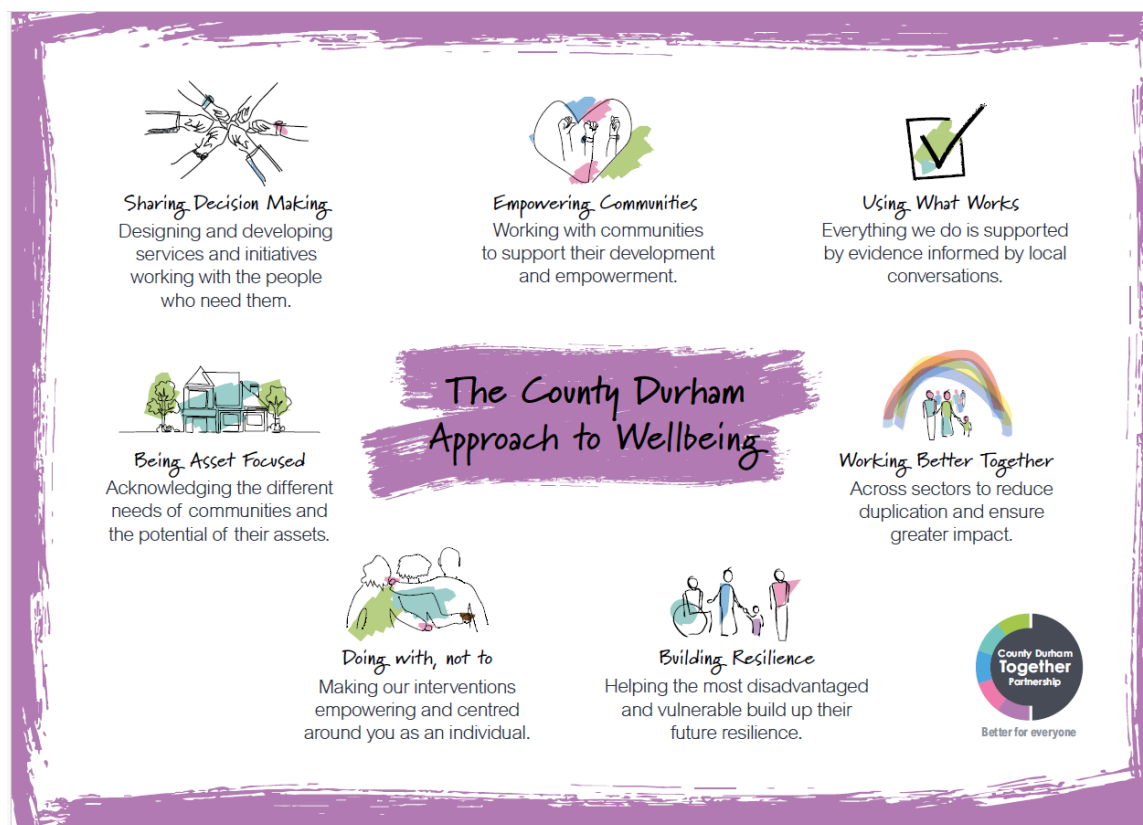 Sharing Decision Making
Designing and developing
services and initiatives
working with the people
who need them.
Empowering Communities
Working with communities
to support their development
and empowerment.
Using What Works
Everything we do is supported
by evidence informed by local
conversations.
The County Durham
Approach to Wellbeing
Being Asset Focused
Acknowledging the different
needs of communities and
the potential of their assets.
Working Better Together
Across sectors to reduce
duplication and ensure
greater impact.
Doing with, not to
Making our interventions
empowering and centred
around you as an individual.
Building Resilience
Helping the most disadvantaged
and vulnerable build up their
future resilience.
County Durham
Together
Partnership
Better for everyone